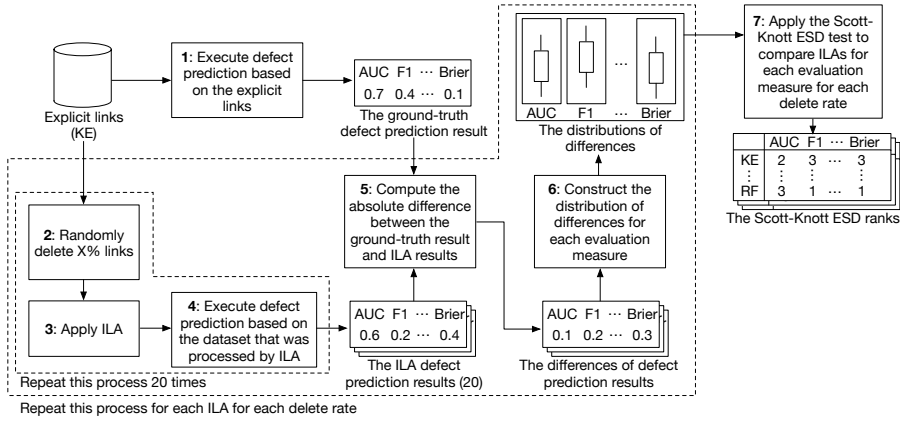 Explicit links
(KE)
1: Execute defect
prediction based
on the explicit
links
AUC F1 ⋯ Brier
0.7 0.4 ⋯ 0.1
The ground-truth
defect prediction result
2: Randomly
delete X% links
3: Apply ILA
4: Execute defect
prediction based on
the dataset that was
processed by ILA
Repeat this process 20 times
AUC F1 ⋯ Brier
0.6 0.2 ⋯ 0.4
The ILA defect
prediction results (20)
5: Compute the
absolute difference
between the
ground-truth result
and ILA results
AUC F1 ⋯ Brier
0.1 0.2 ⋯ 0.3
The differences of defect
prediction results
6: Construct the
distribution of
differences for
each evaluation
measure
⋯
AUC F1 ⋯ Brier
The distributions of
differences
Repeat this process for each ILA for each delete rate
7: Apply the Scott-
Knott ESD test to
compare ILAs for
each evaluation
measure for each
delete rate
AUC F1 ⋯ Brier
KE 2 3 ⋯ 3
⋮ ⋮ ⋮ ⋮
RF 3 1 ⋯ 1
The Scott-Knott ESD ranks